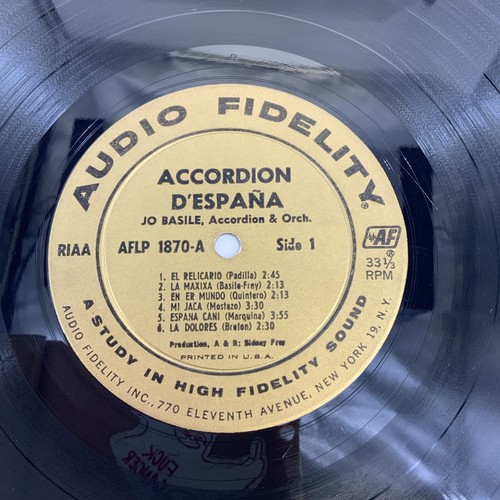 AUDIO FIDELITY®
ACCORDION
D'ESPAÑA
JO BASILE, Accordion & Orch.
RIAA AFLP 1870-A Side 1
AF®
33 1/3
RPM
1. EL RELICARIO (Padilla) 2:45
2. LA MAXIXA (Basile-Frey) 2:13
3. EN ER MUNDO (Quintero) 2:13
4. MI JACA (Mostazo) 3:30
5. ESPANA CANI (Marquina) 3:55
6. LA DOLORES (Breton) 2:30
Production, A & R: Sidney Frey
PRINTED IN U.S.A.
A STUDY IN HIGH FIDELITY SOUND
AUDIO FIDELITY INC., 770 ELEVENTH AVENUE, NEW YORK 19, N.Y.